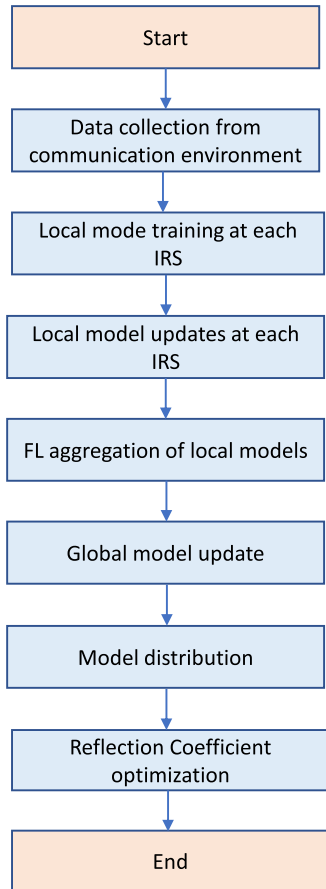 Start
Data collection from
communication environment
Local mode training at each
IRS
Local model updates at each
IRS
FL aggregation of local models
Global model update
Model distribution
Reflection Coefficient
optimization
End